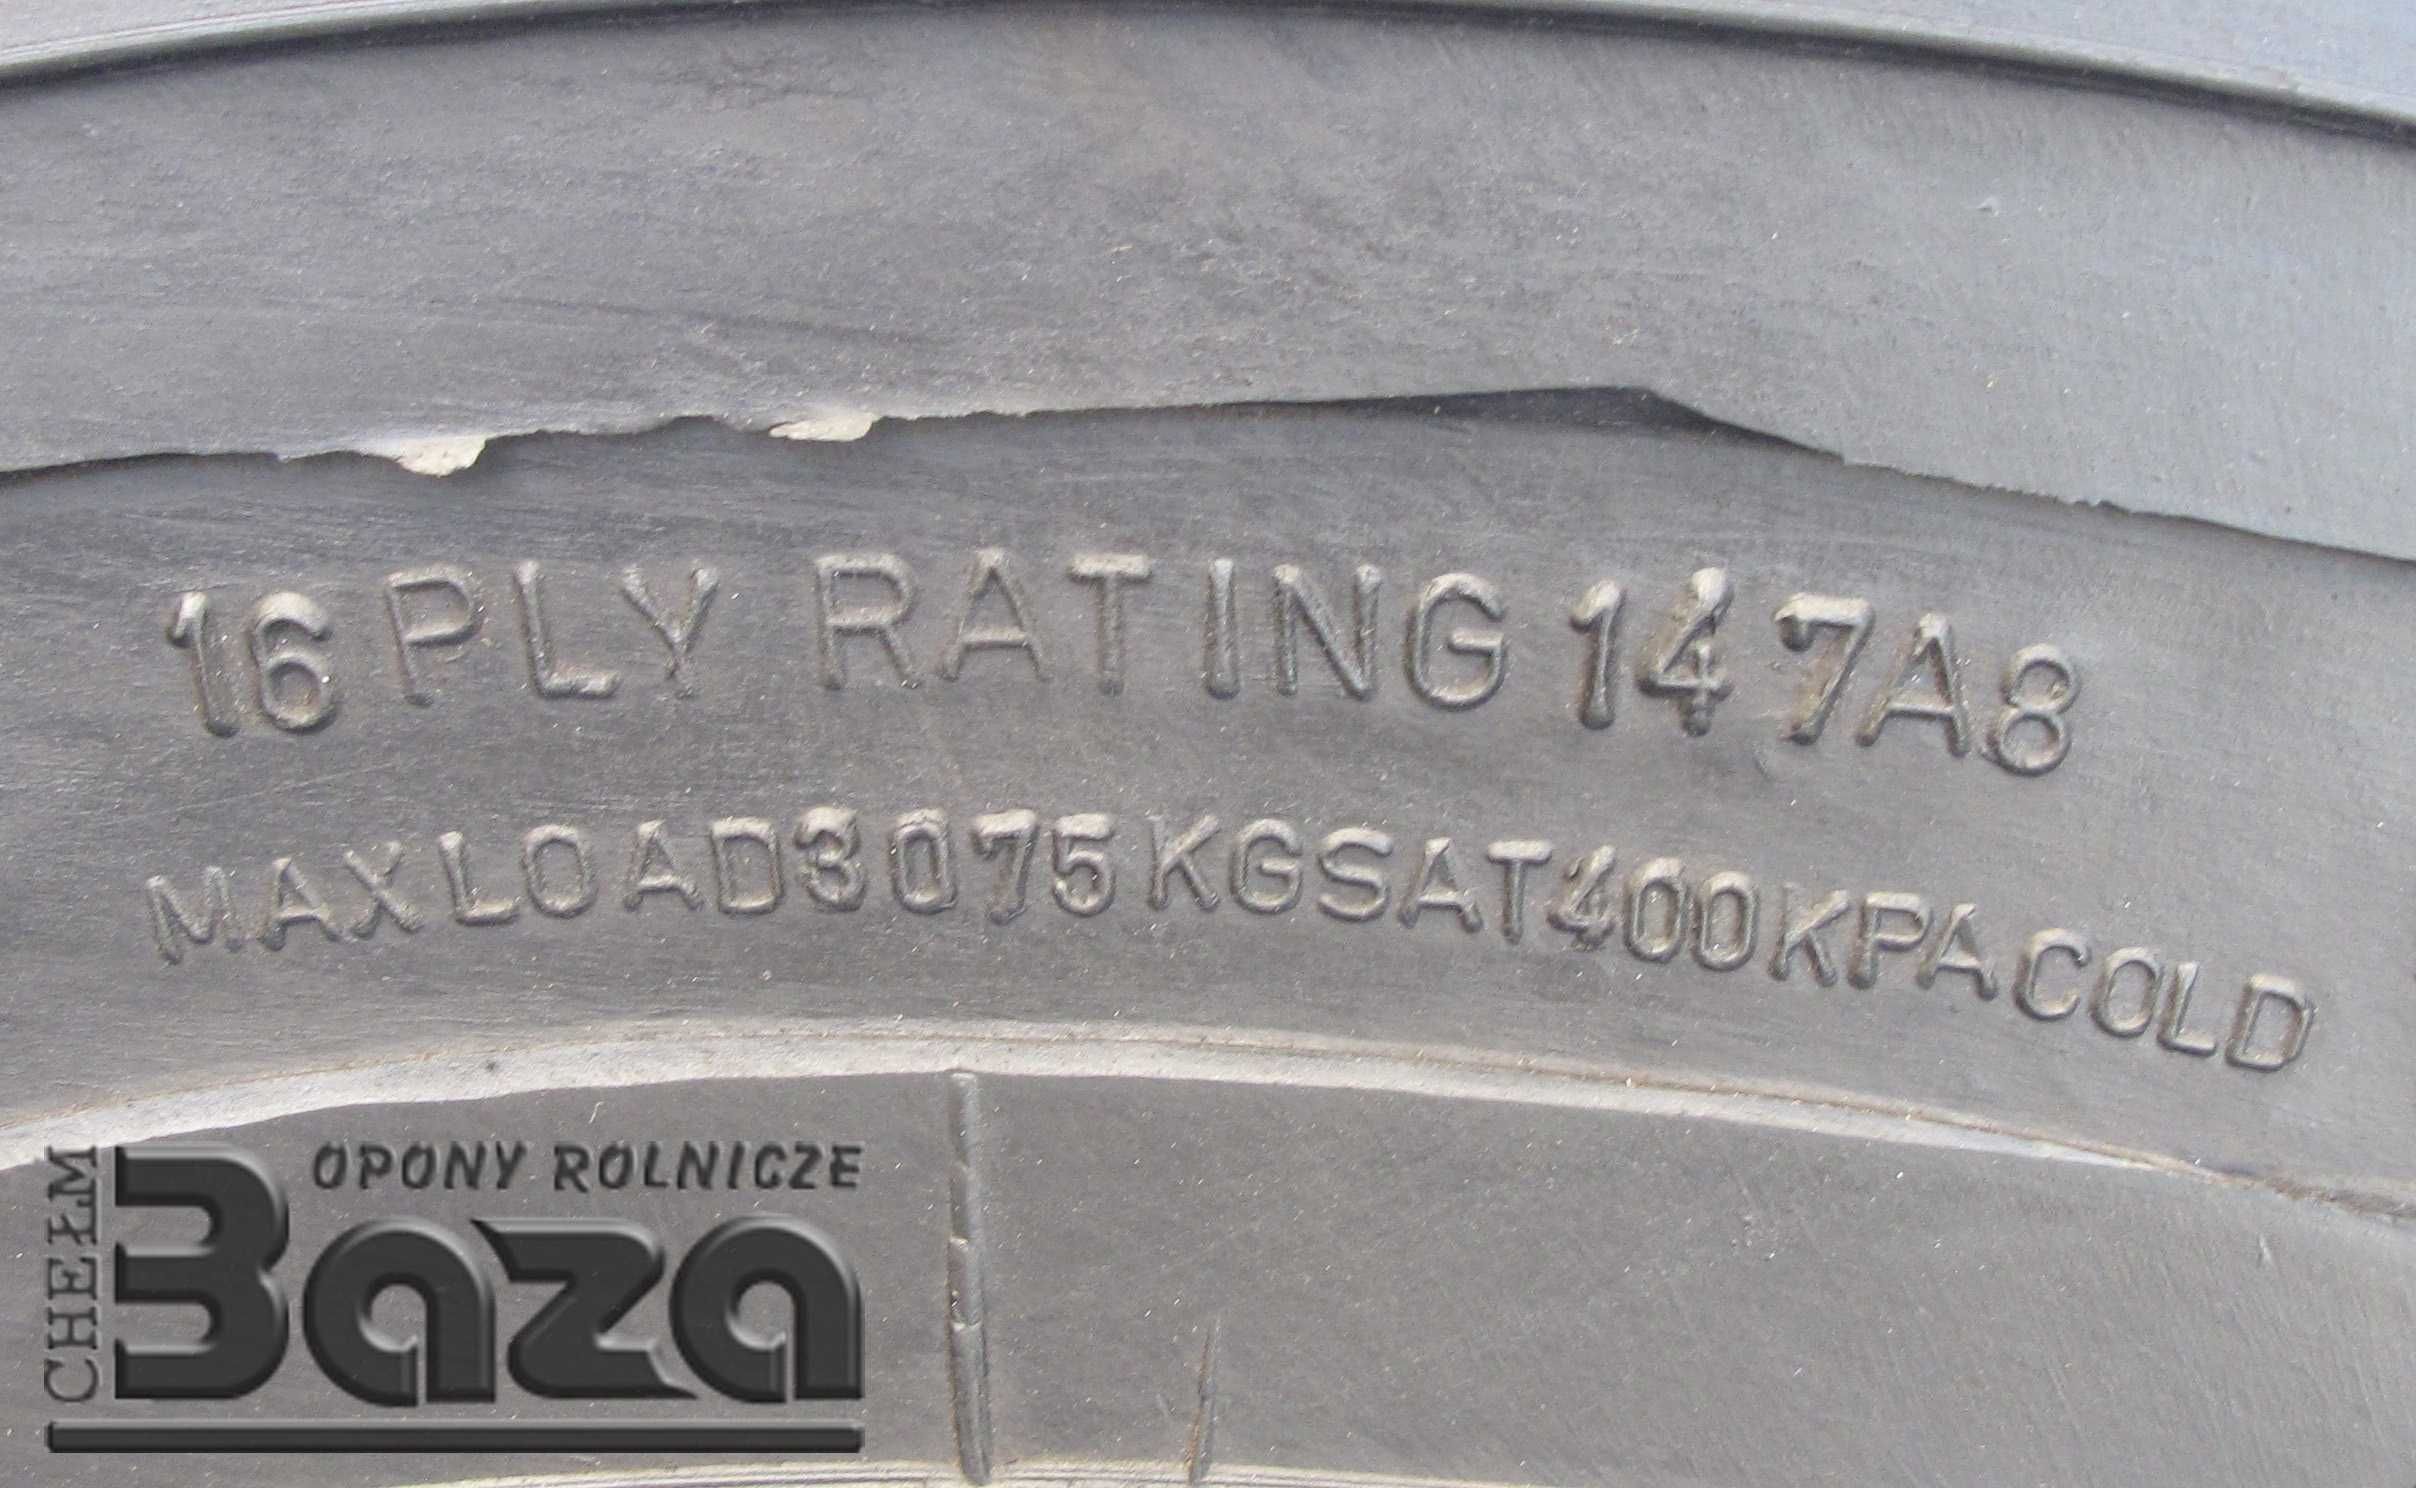 16 PLY RATING 147A8
MAX LOAD 3075 KGS AT 400 KPA COLD
CHEŁM
OPONY ROLNICZE
Baza